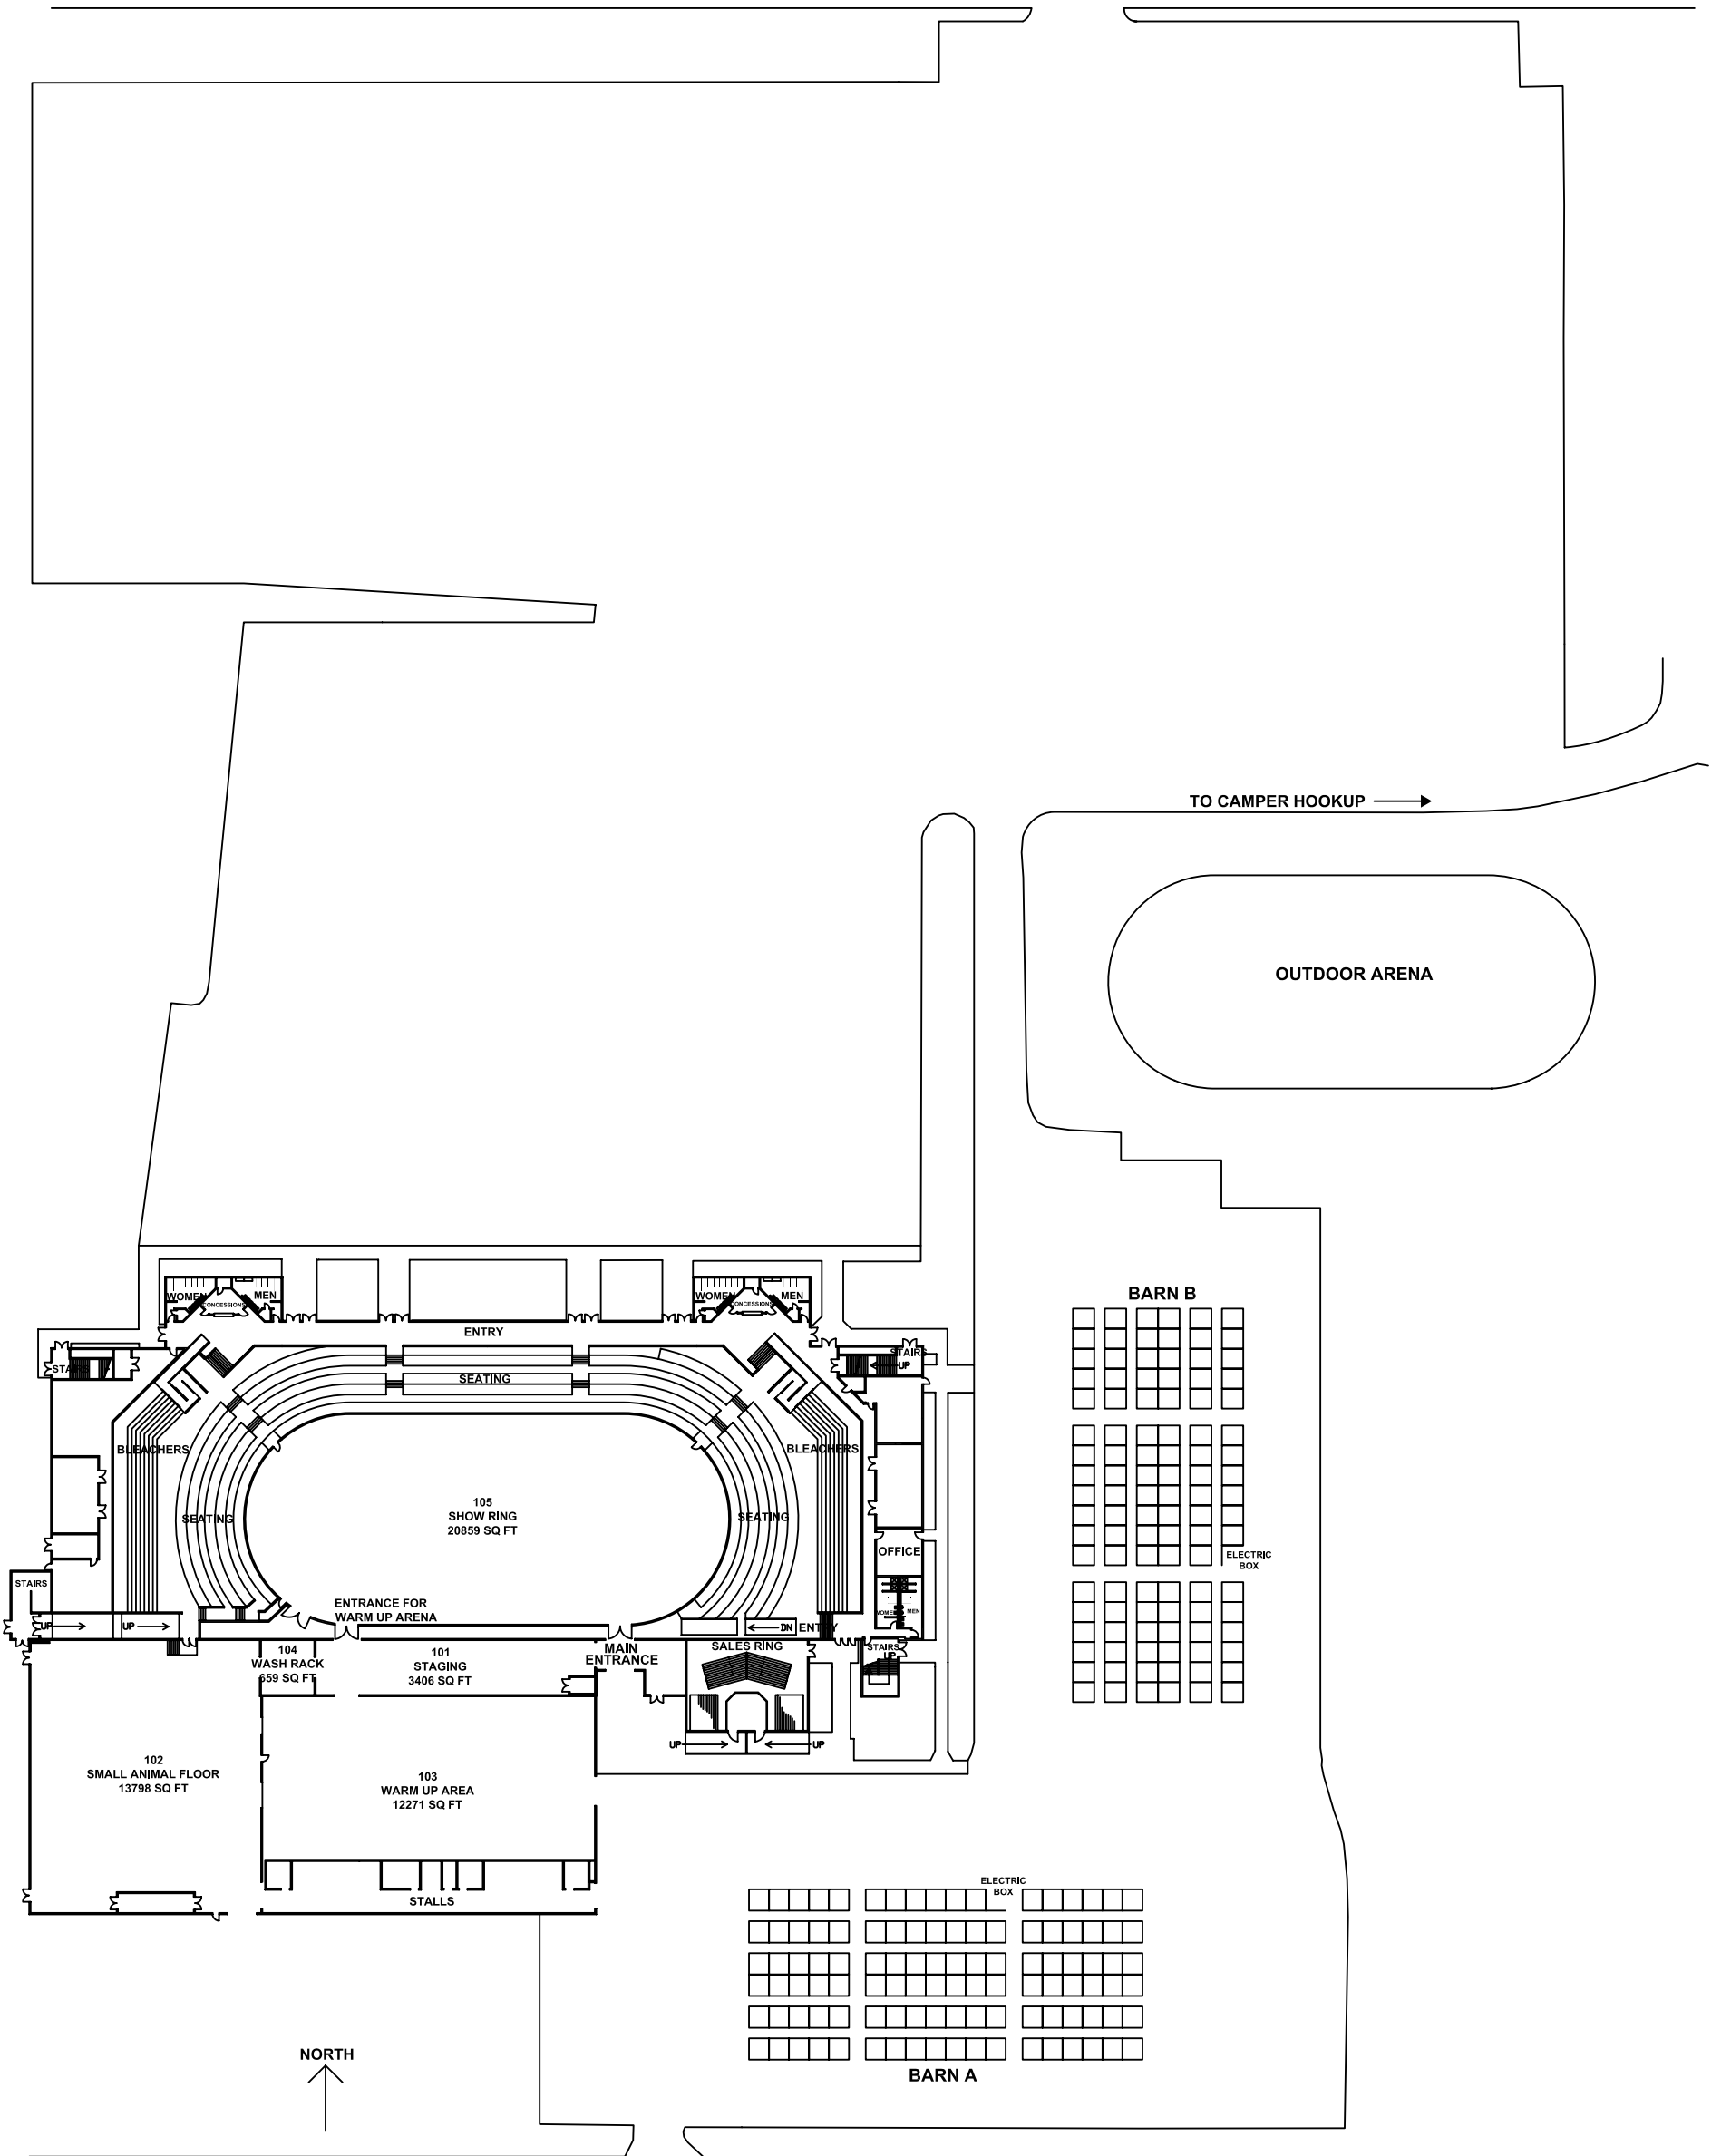 TO CAMPER HOOKUP
OUTDOOR ARENA
BARN B
WOMEN
CONCESSIONS
MEN
WOMEN
CONCESSIONS
MEN
ENTRY
STAIRS
STAIRS
UP
SEATING
BLEACHERS
BLEACHERS
105
SHOW RING
20859 SQ FT
SEATING
SEATING
OFFICE
ELECTRIC
BOX
STAIRS
ENTRANCE FOR
WARM UP ARENA
WOMEN
MEN
UP
UP
DN
ENTRY
104
WASH RACK
659 SQ FT
101
STAGING
3406 SQ FT
MAIN
ENTRANCE
SALES RING
STAIRS
UP
UP
UP
102
SMALL ANIMAL FLOOR
13798 SQ FT
103
WARM UP AREA
12271 SQ FT
STALLS
ELECTRIC
BOX
BARN A
NORTH